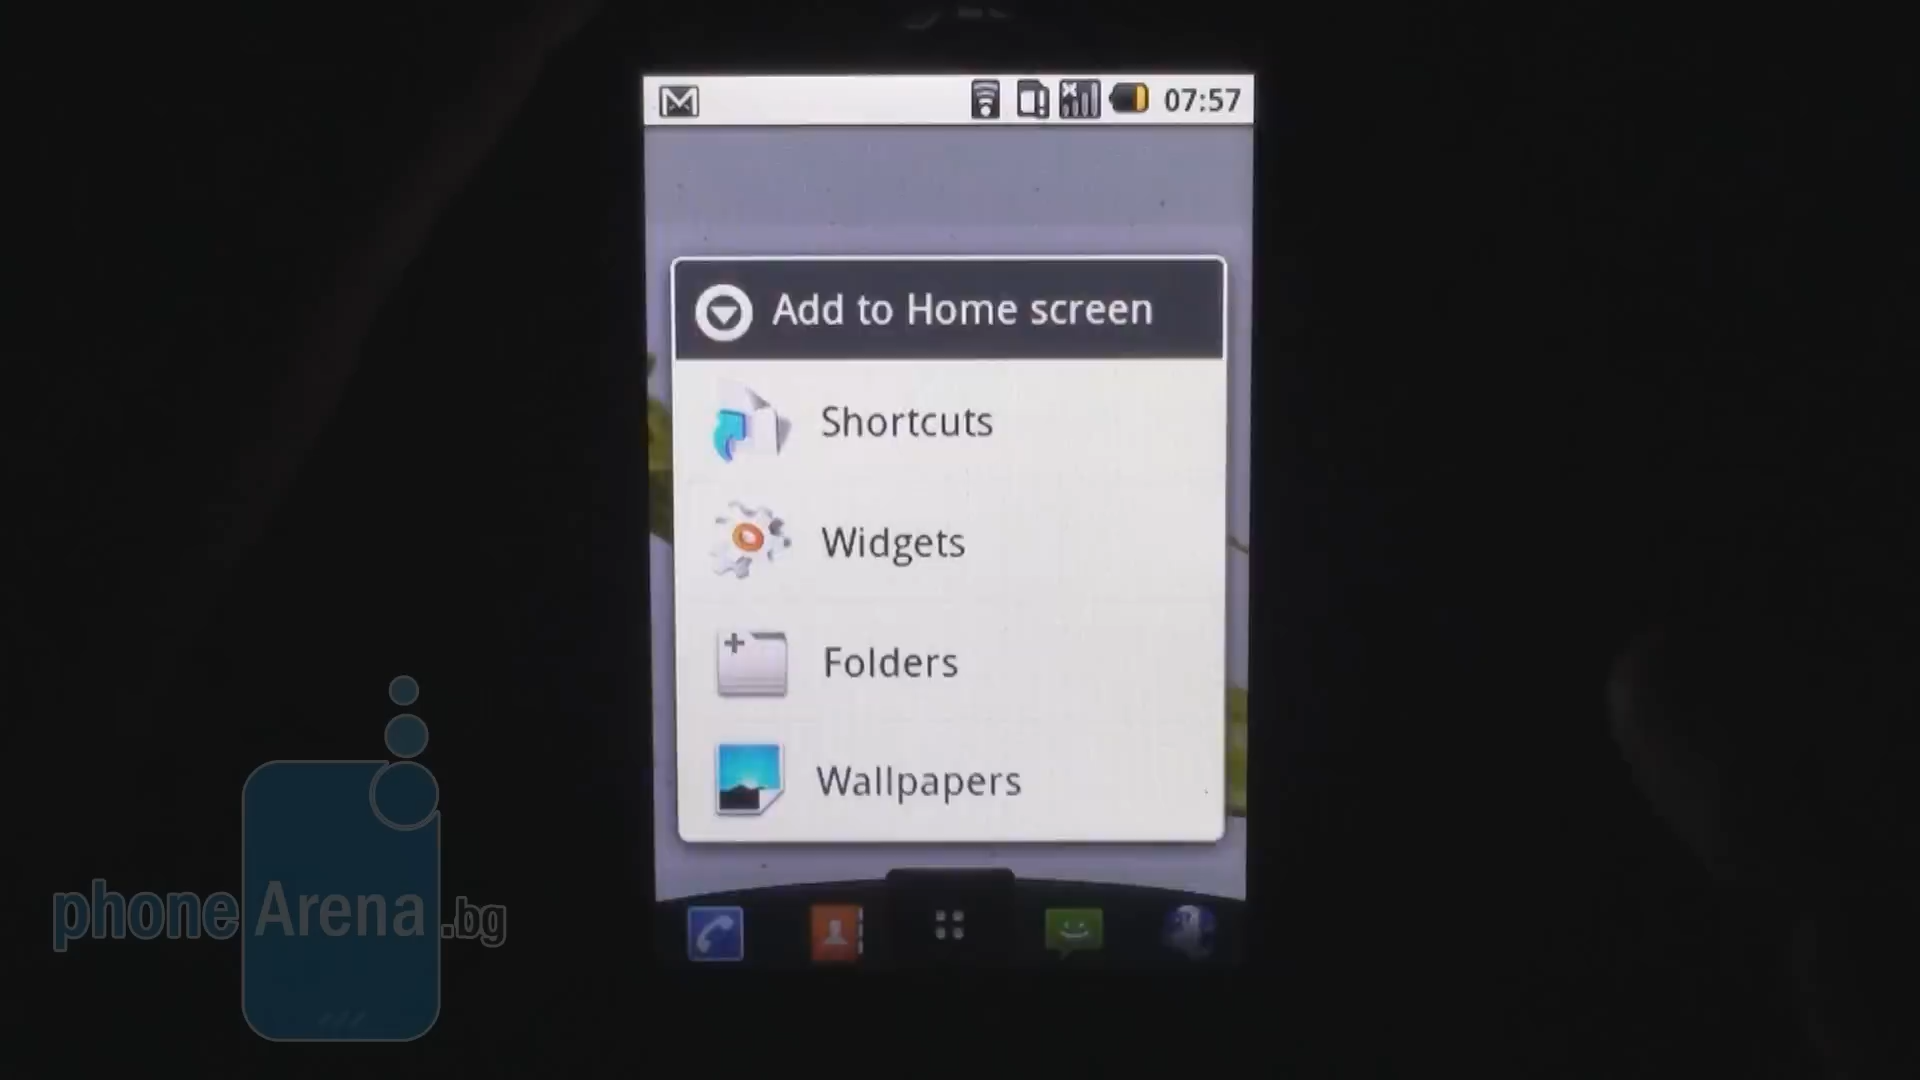 07:57
Add to Home screen
Shortcuts
Widgets
Folders
Wallpapers
phoneArena.bg